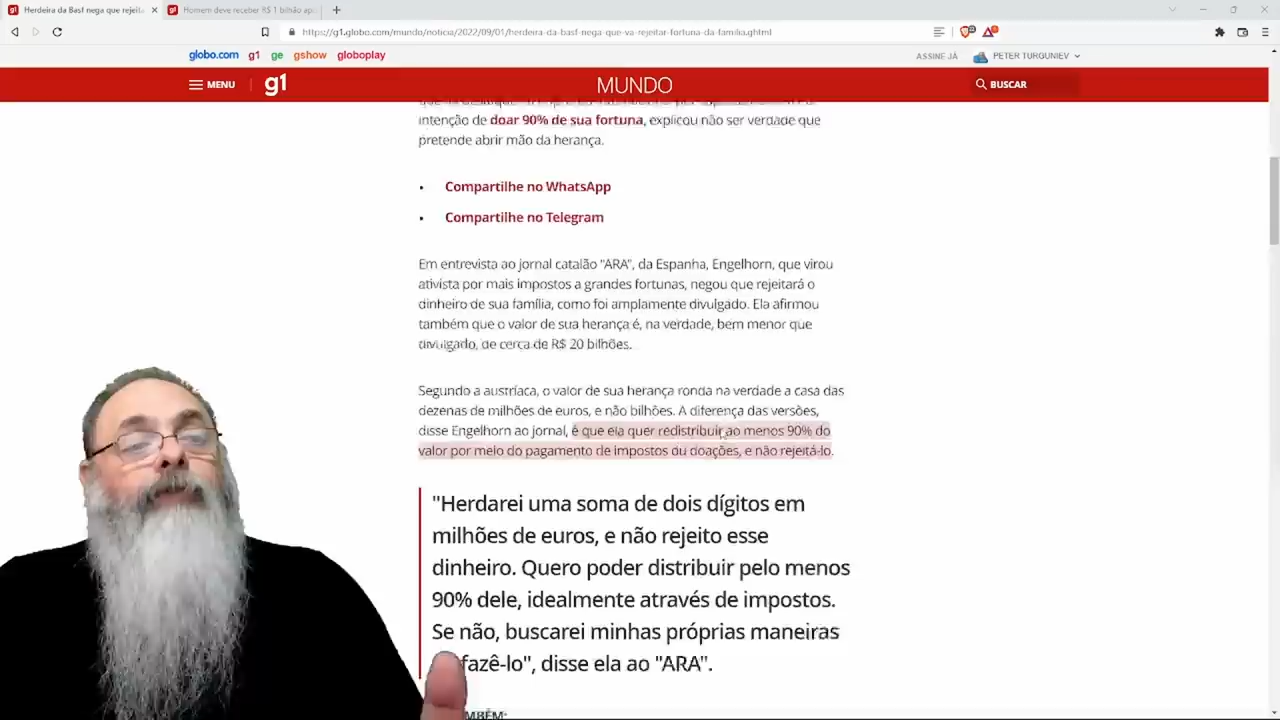 Herdeira da Basf nega que rejeita
Homem deve receber R$ 1 bilhão
https://g1.globo.com/mundo/noticia/2022/09/01/herdeira-da-basf-nega-que-va-rejeitar-fortuna-da-familia.ghtml
globo.com g1 ge gshow globoplay
ASSINE JÁ
PETER TURGUNIEV
MENU
g1
MUNDO
BUSCAR
intenção de doar 90% de sua fortuna, explicou não ser verdade que
pretende abrir mão da herança.
• Compartilhe no WhatsApp
• Compartilhe no Telegram
Em entrevista ao jornal catalão "ARA", da Espanha, Engelhorn, que virou
ativista por mais impostos a grandes fortunas, negou que rejeitará o
dinheiro de sua família, como foi amplamente divulgado. Ela afirmou
também que o valor de sua herança é, na verdade, bem menor que
divulgado, de cerca de R$ 20 bilhões.
Segundo a austríaca, o valor de sua herança ronda na verdade a casa das
dezenas de milhões de euros, e não bilhões. A diferença das versões,
disse Engelhorn ao jornal, é que ela quer redistribuir ao menos 90% do
valor por meio do pagamento de impostos ou doações, e não rejeitá-lo.
"Herdarei uma soma de dois dígitos em
milhões de euros, e não rejeito esse
dinheiro. Quero poder distribuir pelo menos
90% dele, idealmente através de impostos.
Se não, buscarei minhas próprias maneiras
fazê-lo", disse ela ao "ARA".